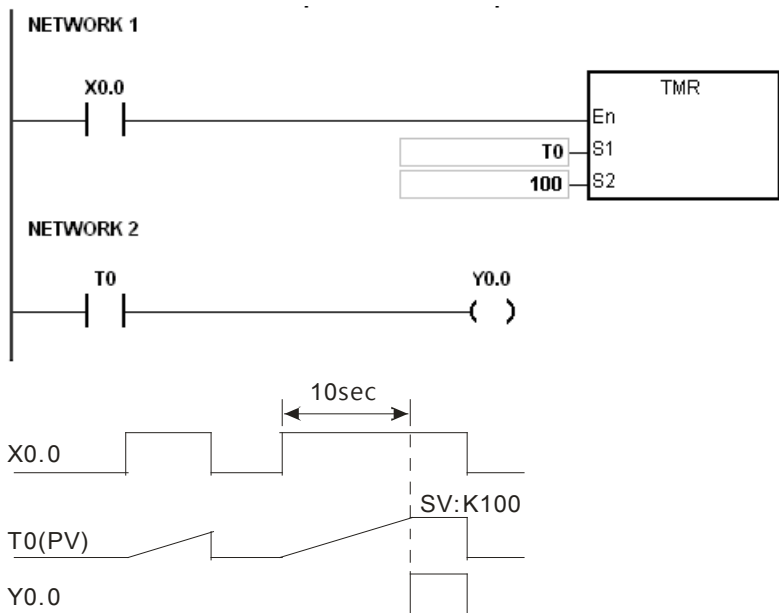 NETWORK 1
X0.0
TMR
En
T0 S1
100 S2
NETWORK 2
T0 Y0.0
10sec
X0.0
SV:K100
T0(PV)
Y0.0